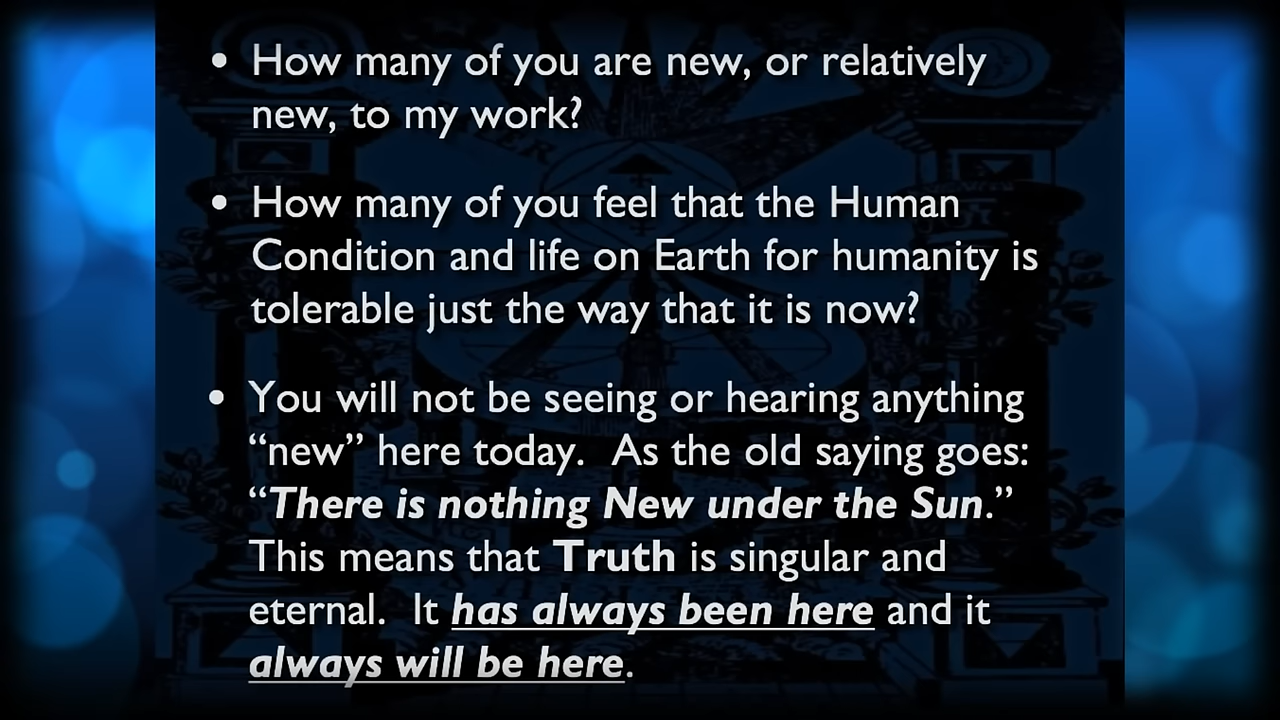 • How many of you are new, or relatively
new, to my work?
• How many of you feel that the Human
Condition and life on Earth for humanity is
tolerable just the way that it is now?
• You will not be seeing or hearing anything
“new” here today.  As the old saying goes:
“There is nothing New under the Sun.”
This means that Truth is singular and
eternal.  It has always been here and it
always will be here.